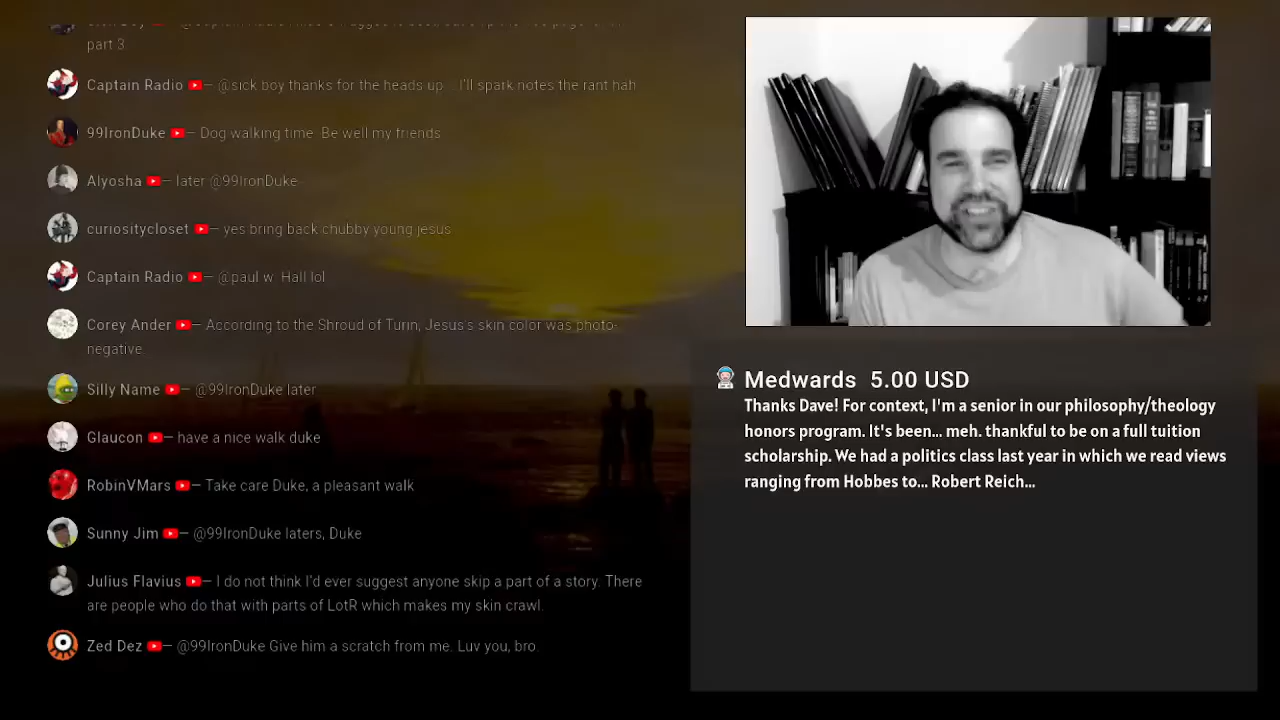 part 3.
Captain Radio — @sick boy thanks for the heads up... I'll spark notes the rant hah
99IronDuke — Dog walking time. Be well my friends
Alyosha — later @99IronDuke
curiositycloset — yes bring back chubby young jesus
Captain Radio — @paul w. Hall lol
Corey Ander — According to the Shroud of Turin, Jesus's skin color was photo-
negative.
Silly Name — @99IronDuke later
Glaucon — have a nice walk duke
RobinVMars — Take care Duke, a pleasant walk
Sunny Jim — @99IronDuke laters, Duke
Julius Flavius — I do not think I'd ever suggest anyone skip a part of a story. There
are people who do that with parts of LotR which makes my skin crawl.
Zed Dez — @99IronDuke Give him a scratch from me. Luv you, bro.
Medwards 5.00 USD
Thanks Dave! For context, I'm a senior in our philosophy/theology
honors program. It's been... meh. thankful to be on a full tuition
scholarship. We had a politics class last year in which we read views
ranging from Hobbes to... Robert Reich...